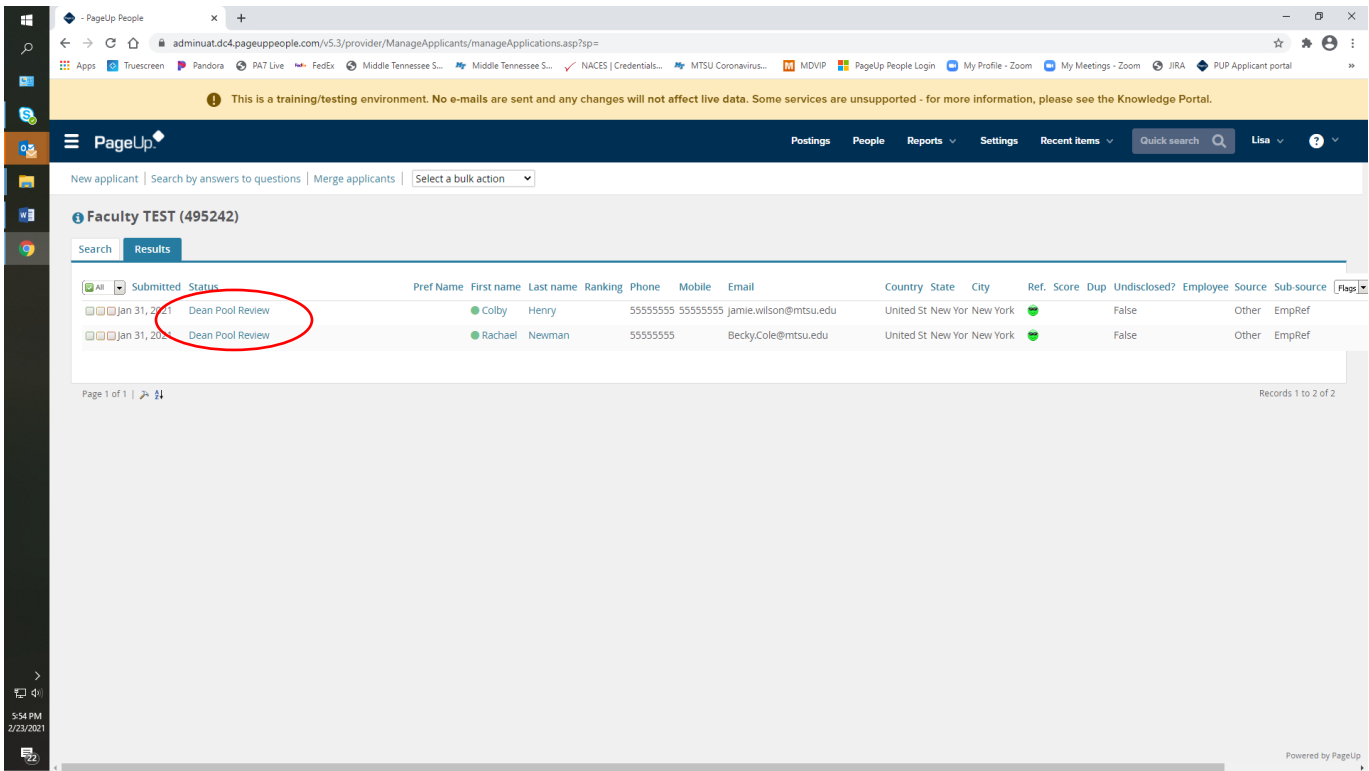 - PageUp People
adminuat.dc4.pageuppeople.com/v5.3/provider/ManageApplicants/manageApplications.asp?sp=
Apps Truescreen Pandora PA7 Live FedEx Middle Tennessee S... Middle Tennessee S... NACES | Credentials... MTSU Coronavirus... MDVIP PageUp People Login My Profile - Zoom My Meetings - Zoom JIRA PUP Applicant portal »
This is a training/testing environment. No e-mails are sent and any changes will not affect live data. Some services are unsupported - for more information, please see the Knowledge Portal.
PageUp. Postings People Reports Settings Recent items Quick search Lisa ?
New applicant | Search by answers to questions | Merge applicants | Select a bulk action
Faculty TEST (495242)
Search Results
All Submitted Status Pref Name First name Last name Ranking Phone Mobile Email Country State City Ref. Score Dup Undisclosed? Employee Source Sub-source Flags
Jan 31, 2021 Dean Pool Review Colby Henry 55555555 55555555 jamie.wilson@mtsu.edu United St New Yor New York False Other EmpRef
Jan 31, 2021 Dean Pool Review Rachael Newman 55555555 Becky.Cole@mtsu.edu United St New Yor New York False Other EmpRef
Page 1 of 1 | Records 1 to 2 of 2
5:54 PM
2/23/2021
22
Powered by PageUp